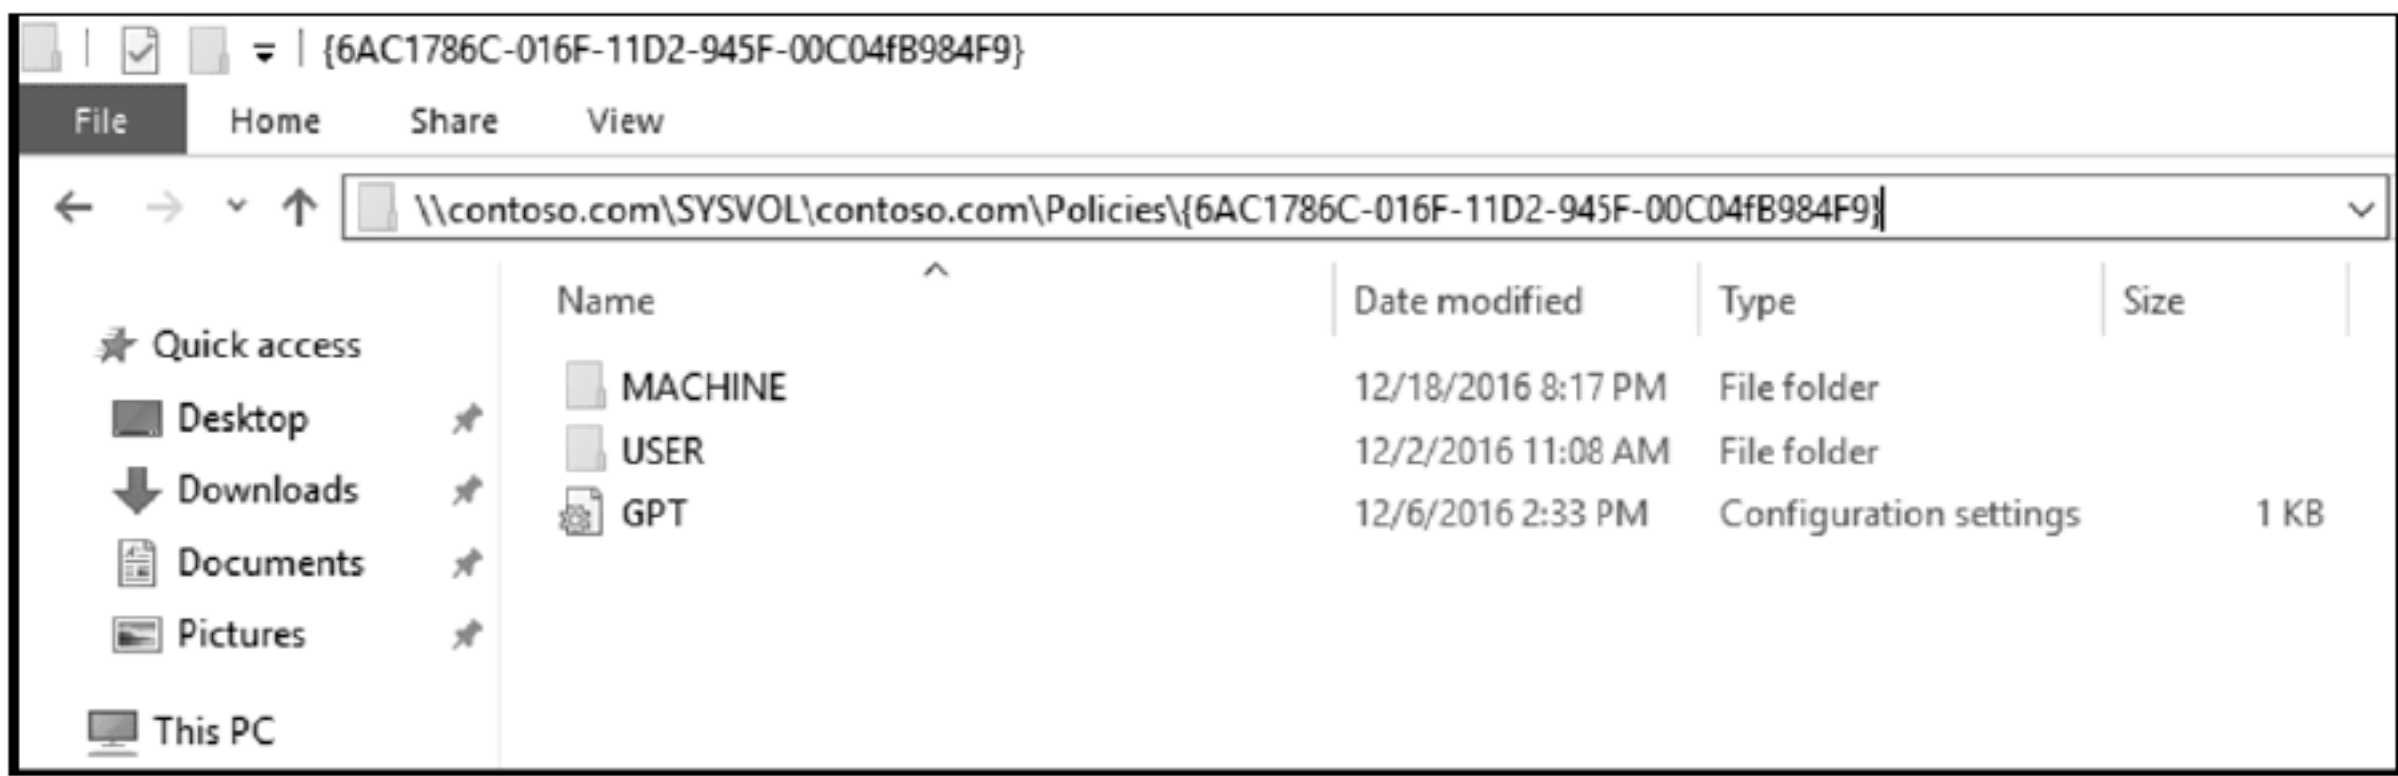 {6AC1786C-016F-11D2-945F-00C04fB984F9}
File Home Share View
\\contoso.com\SYSVOL\contoso.com\Policies\{6AC1786C-016F-11D2-945F-00C04fB984F9}
Name Date modified Type Size
Quick access
Desktop
Downloads
Documents
Pictures
This PC
MACHINE 12/18/2016 8:17 PM File folder
USER 12/2/2016 11:08 AM File folder
GPT 12/6/2016 2:33 PM Configuration settings 1 KB